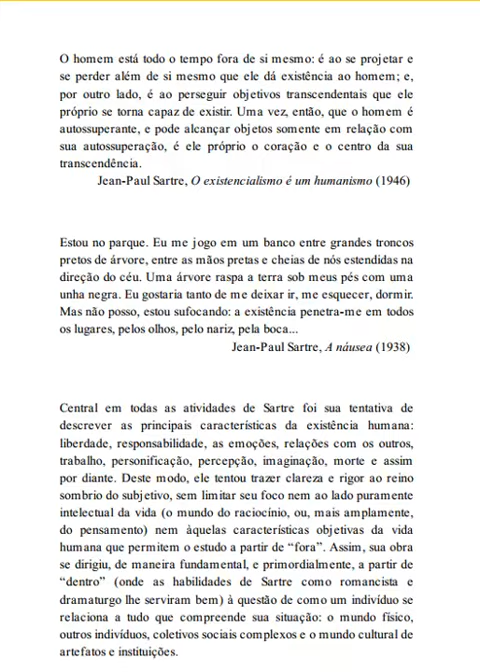 O homem está todo o tempo fora de si mesmo: é ao se projetar e
se perder além de si mesmo que ele dá existência ao homem; e,
por outro lado, é ao perseguir objetivos transcendentais que ele
próprio se torna capaz de existir. Uma vez, então, que o homem é
autossuperante, e pode alcançar objetos somente em relação com
sua autossuperação, é ele próprio o coração e o centro da sua
transcendência.
Jean-Paul Sartre, O existencialismo é um humanismo (1946)
Estou no parque. Eu me jogo em um banco entre grandes troncos
pretos de árvore, entre as mãos pretas e cheias de nós estendidas na
direção do céu. Uma árvore raspa a terra sob meus pés com uma
unha negra. Eu gostaria tanto de me deixar ir, me esquecer, dormir.
Mas não posso, estou sufocando: a existência penetra-me em todos
os lugares, pelos olhos, pelo nariz, pela boca...
Jean-Paul Sartre, A náusea (1938)
Central em todas as atividades de Sartre foi sua tentativa de
descrever as principais características da existência humana:
liberdade, responsabilidade, as emoções, relações com os outros,
trabalho, personificação, percepção, imaginação, morte e assim
por diante. Deste modo, ele tentou trazer clareza e rigor ao reino
sombrio do subjetivo, sem limitar seu foco nem ao lado puramente
intelectual da vida (o mundo do raciocínio, ou, mais amplamente,
do pensamento) nem àquelas características objetivas da vida
humana que permitem o estudo a partir de “fora”. Assim, sua obra
se dirigiu, de maneira fundamental, e primordialmente, a partir de
“dentro” (onde as habilidades de Sartre como romancista e
dramaturgo lhe serviram bem) à questão de como um indivíduo se
relaciona a tudo que compreende sua situação: o mundo físico,
outros indivíduos, coletivos sociais complexos e o mundo cultural de
artefatos e instituições.